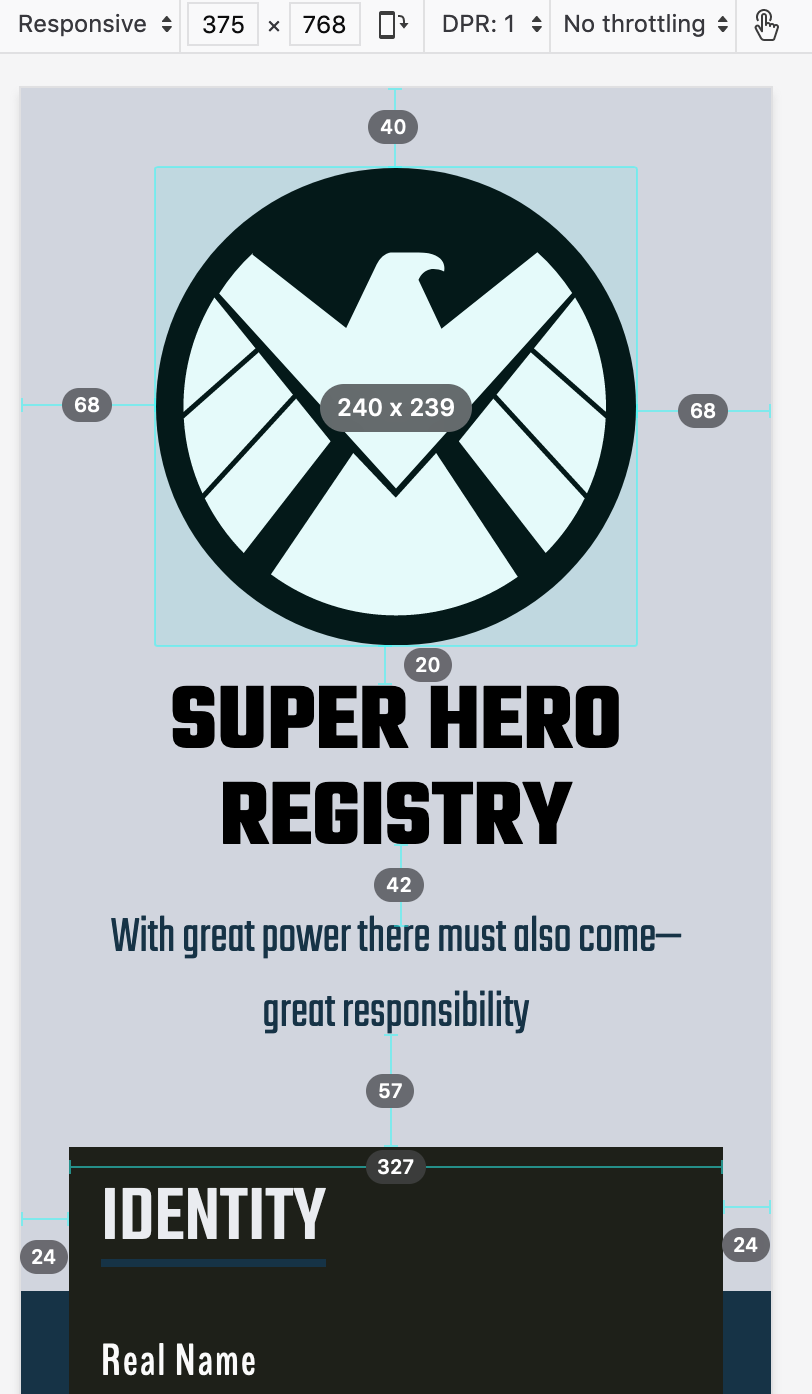 Responsive 375 × 768 DPR: 1 No throttling
40
68
240 x 239
68
20
SUPER HERO
REGISTRY
42
With great power there must also come—
great responsibility
57
327
IDENTITY
24
24
Real Name